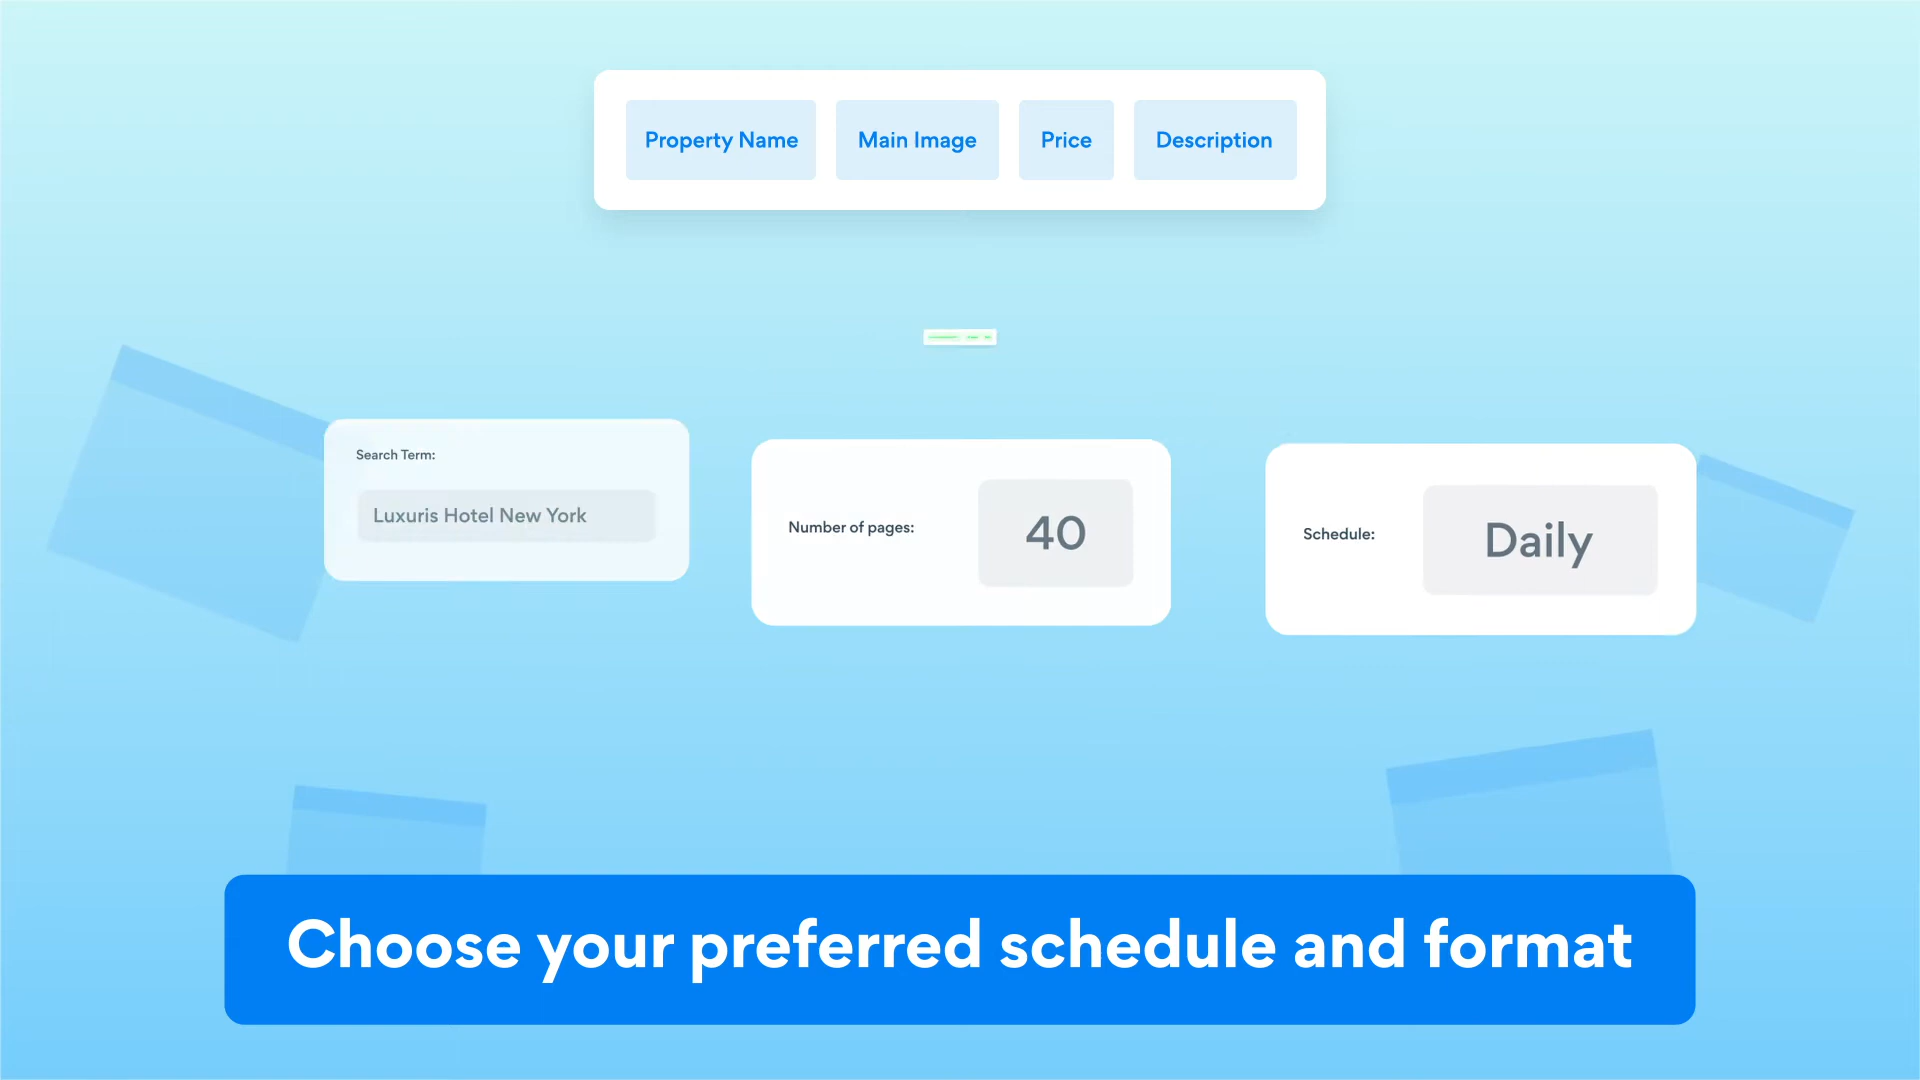 Property Name Main Image Price Description
Search Term:
Luxuris Hotel New York
Number of pages:
40
Schedule:
Daily
Choose your preferred schedule and format